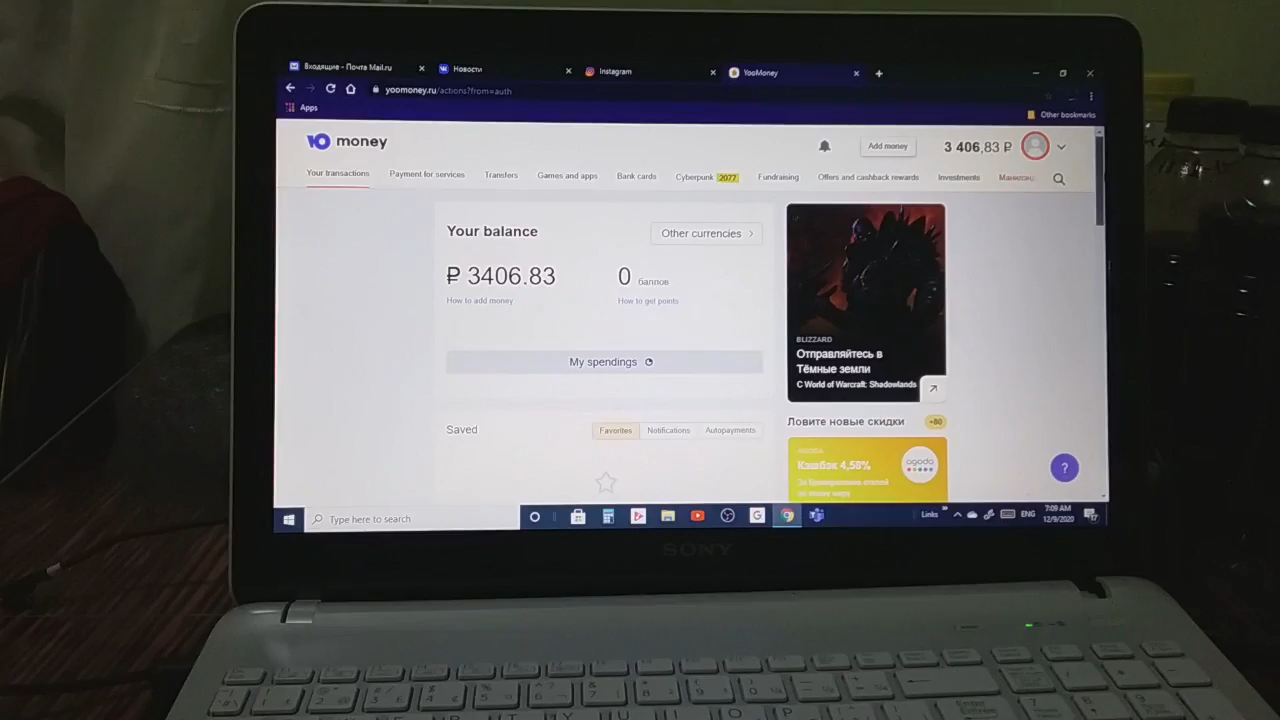 Входящие - Почта Mail.ru
Новости
Instagram
YooMoney
yoomoney.ru/actions?from=auth
Apps
Other bookmarks
Ю money
Add money
3 406,83 ₽
Your transactions
Payment for services
Transfers
Games and apps
Bank cards
Cyberpunk 2077
Fundraising
Offers and cashback rewards
Investments
Your balance
Other currencies
₽ 3406.83
0 баллов
How to add money
How to get points
My spendings
Saved
Favorites
Notifications
Autopayments
BLIZZARD
Отправляйтесь в
Тёмные земли
С World of Warcraft: Shadowlands
Ловите новые скидки
+80
Кэшбэк 4,50%
agoda
?
Type here to search
Links
ENG
7:09 AM
12/9/2020
SONY